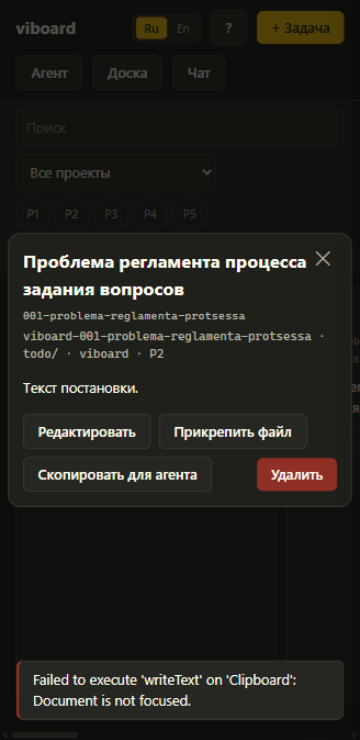 viboard
Ru En ? + Задача
Агент Доска Чат
Поиск
Все проекты
P1 P2 P3 P4 P5
Проблема регламента процесса
задания вопросов
001-problema-reglamenta-protsessa
viboard-001-problema-reglamenta-protsessa ·
todo/ · viboard · P2
Текст постановки.
Редактировать Прикрепить файл
Скопировать для агента Удалить
Failed to execute 'writeText' on 'Clipboard':
Document is not focused.